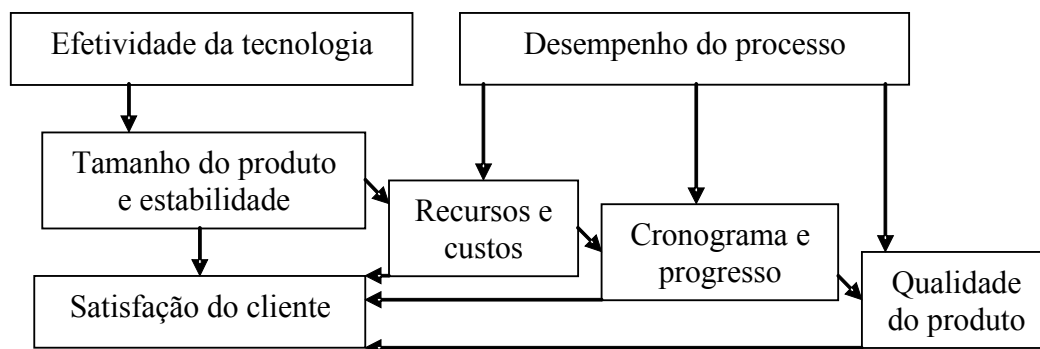 Efetividade da tecnologia
Desempenho do processo
Tamanho do produto
e estabilidade
Recursos e
custos
Cronograma e
progresso
Qualidade
do produto
Satisfação do cliente